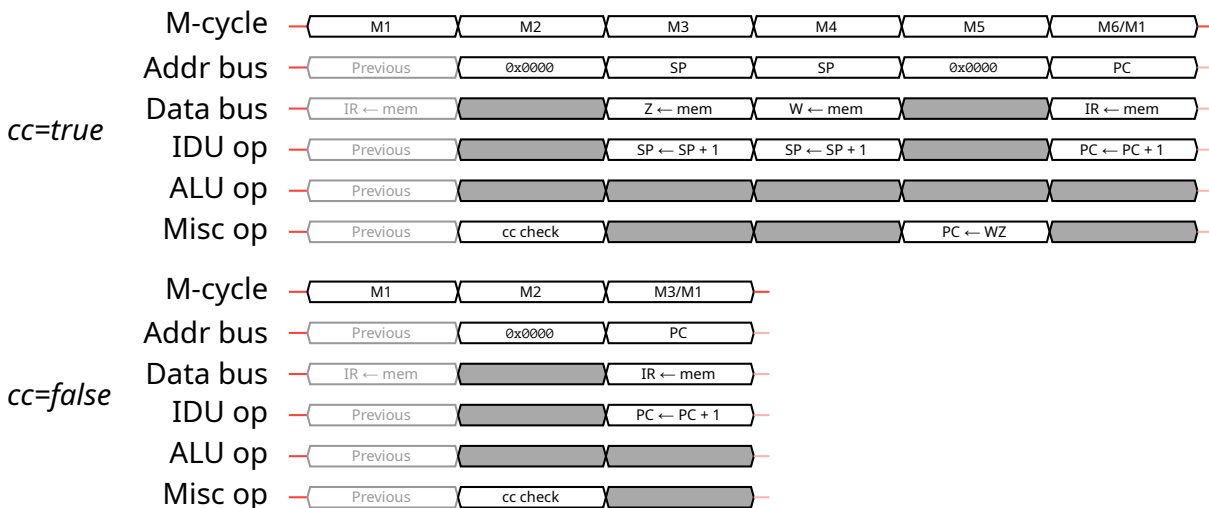 M-cycle M1 M2 M3 M4 M5 M6/M1
Addr bus Previous 0x0000 SP SP 0x0000 PC
Data bus IR ← mem Z ← mem W ← mem IR ← mem
cc=true
IDU op Previous SP ← SP + 1 SP ← SP + 1 PC ← PC + 1
ALU op Previous
Misc op Previous cc check PC ← WZ
M-cycle M1 M2 M3/M1
Addr bus Previous 0x0000 PC
Data bus IR ← mem IR ← mem
cc=false
IDU op Previous PC ← PC + 1
ALU op Previous
Misc op Previous cc check